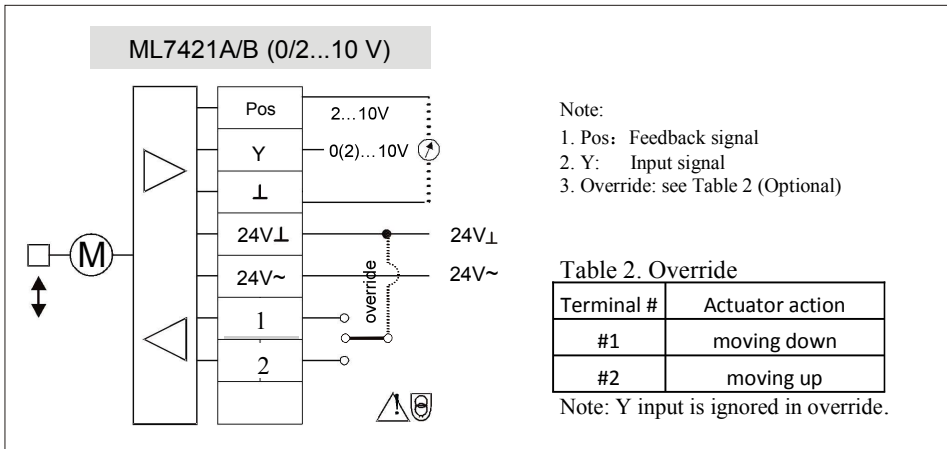 ML7421A/B (0/2...10 V)
Pos
2...10V
Y
0(2)...10V
⊥
24V⊥
24V⊥
24V~
24V~
override
1
2
M
Note:
1. Pos: Feedback signal
2. Y: Input signal
3. Override: see Table 2 (Optional)
Table 2. Override
Terminal # Actuator action
#1 moving down
#2 moving up
Note: Y input is ignored in override.